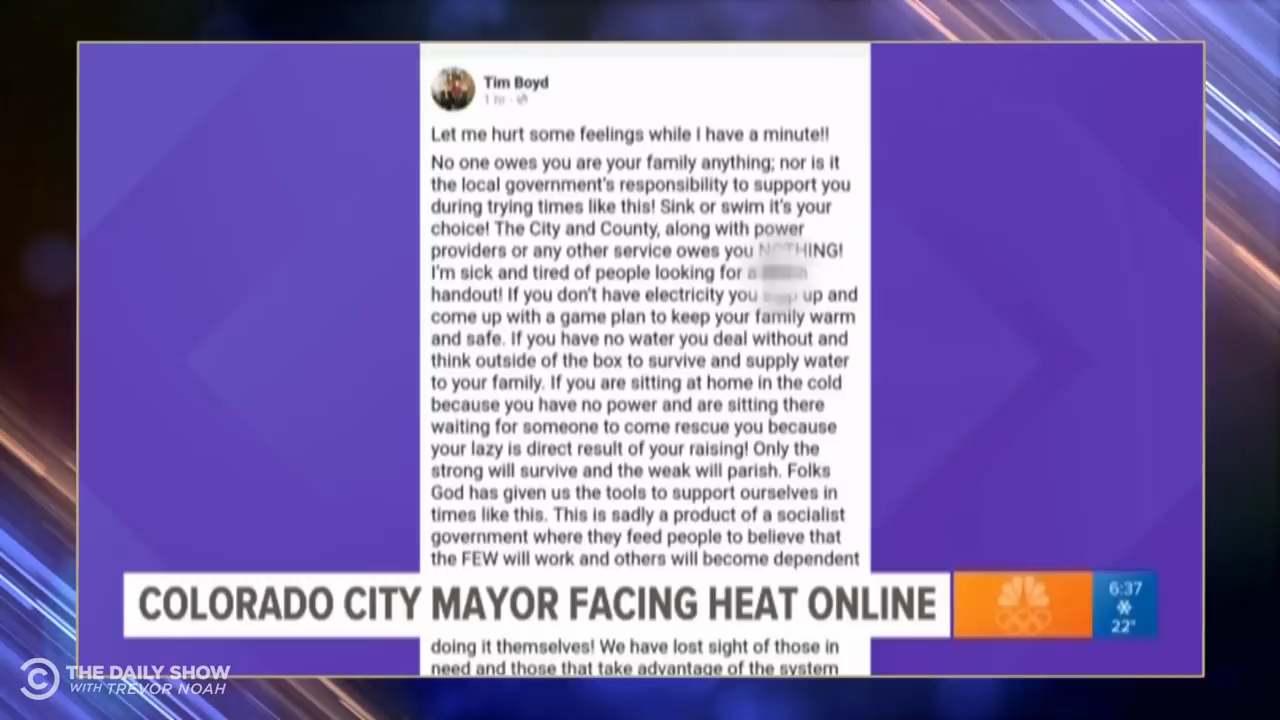 Tim Boyd
1 hr
Let me hurt some feelings while I have a minute!!
No one owes you are your family anything; nor is it
the local government's responsibility to support you
during trying times like this! Sink or swim it's your
choice! The City and County, along with power
providers or any other service owes you NOTHING!
I'm sick and tired of people looking for a
handout! If you don't have electricity you up and
come up with a game plan to keep your family warm
and safe. If you have no water you deal without and
think outside of the box to survive and supply water
to your family. If you are sitting at home in the cold
because you have no power and are sitting there
waiting for someone to come rescue you because
your lazy is direct result of your raising! Only the
strong will survive and the weak will parish. Folks
God has given us the tools to support ourselves in
times like this. This is sadly a product of a socialist
government where they feed people to believe that
the FEW will work and others will become dependent
COLORADO CITY MAYOR FACING HEAT ONLINE
6:37
22°
doing it themselves! We have lost sight of those in
need and those that take advantage of the system
THE DAILY SHOW
WITH TREVOR NOAH